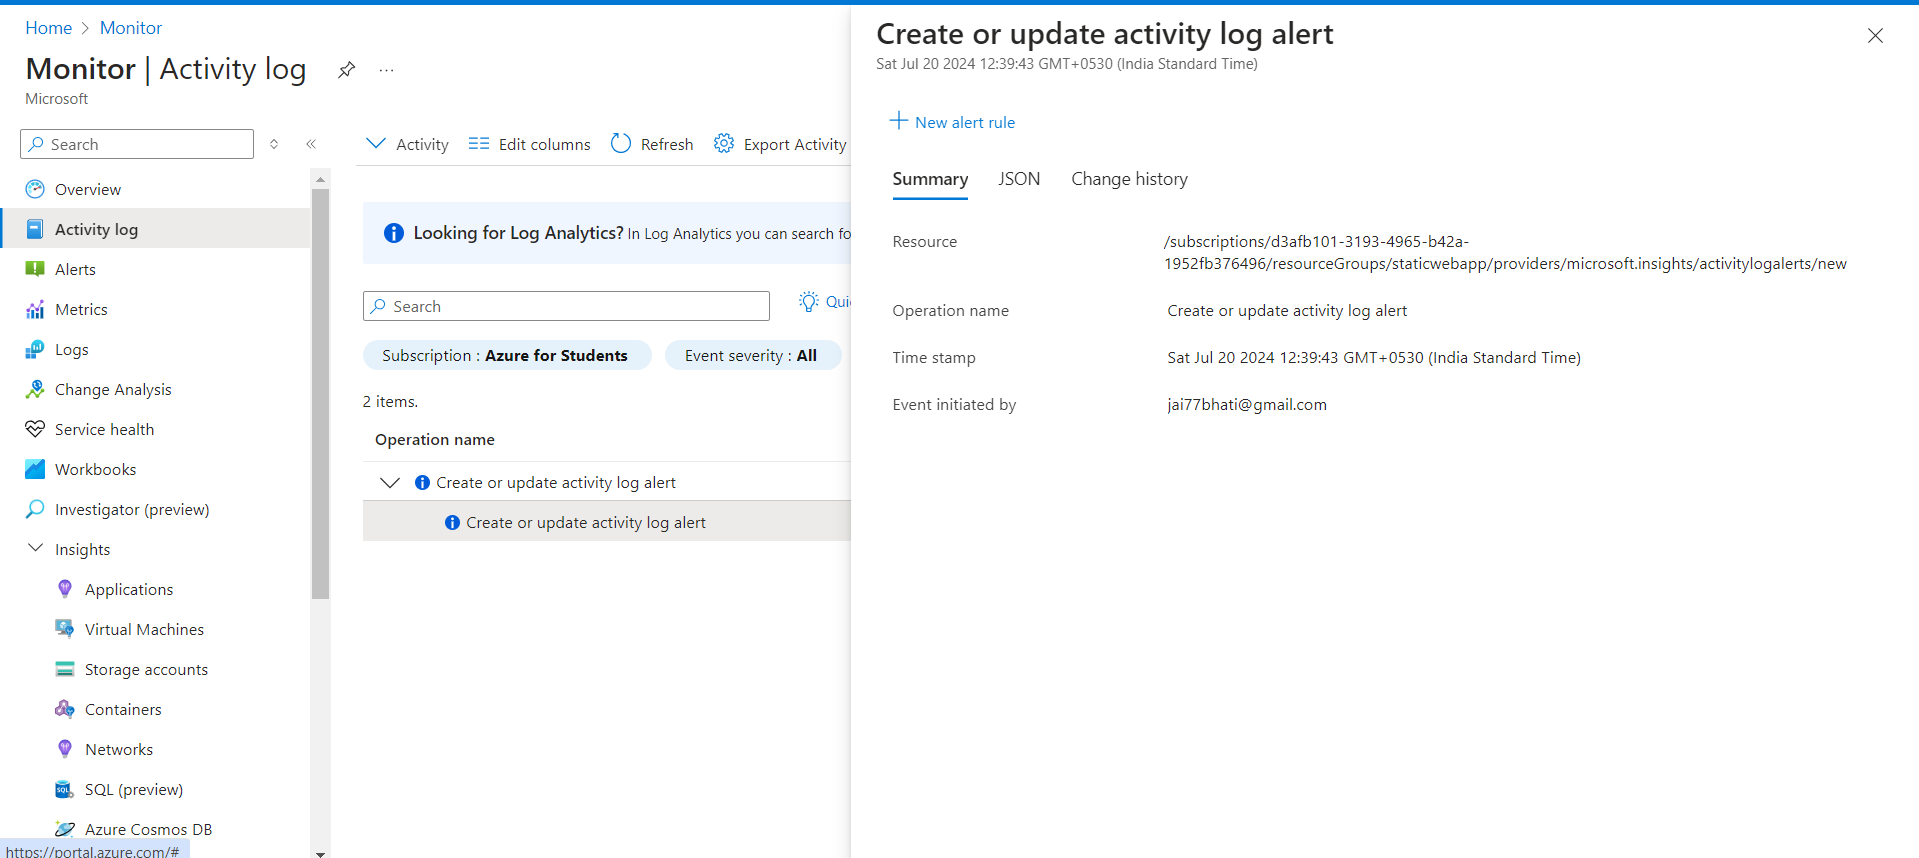 Home > Monitor
Monitor | Activity log ...
Microsoft
Search
Overview
Activity log
Alerts
Metrics
Logs
Change Analysis
Service health
Workbooks
Investigator (preview)
Insights
Applications
Virtual Machines
Storage accounts
Containers
Networks
SQL (preview)
Azure Cosmos DB
https://portal.azure.com/#
Activity Edit columns Refresh Export Activity
Looking for Log Analytics? In Log Analytics you can search fo
Search
Quic
Subscription : Azure for Students Event severity : All
2 items.
Operation name
Create or update activity log alert
Create or update activity log alert
Create or update activity log alert
Sat Jul 20 2024 12:39:43 GMT+0530 (India Standard Time)
New alert rule
Summary JSON Change history
Resource /subscriptions/d3afb101-3193-4965-b42a-
1952fb376496/resourceGroups/staticwebapp/providers/microsoft.insights/activitylogalerts/new
Operation name Create or update activity log alert
Time stamp Sat Jul 20 2024 12:39:43 GMT+0530 (India Standard Time)
Event initiated by jai77bhati@gmail.com